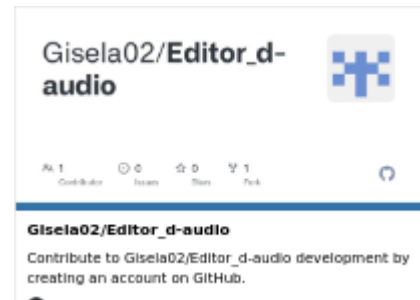 Gisela02/Editor_d-
audio
1 0 0 1
Contributor Issues Stars Fork
Gisela02/Editor_d-audio
Contribute to Gisela02/Editor_d-audio development by
creating an account on GitHub.